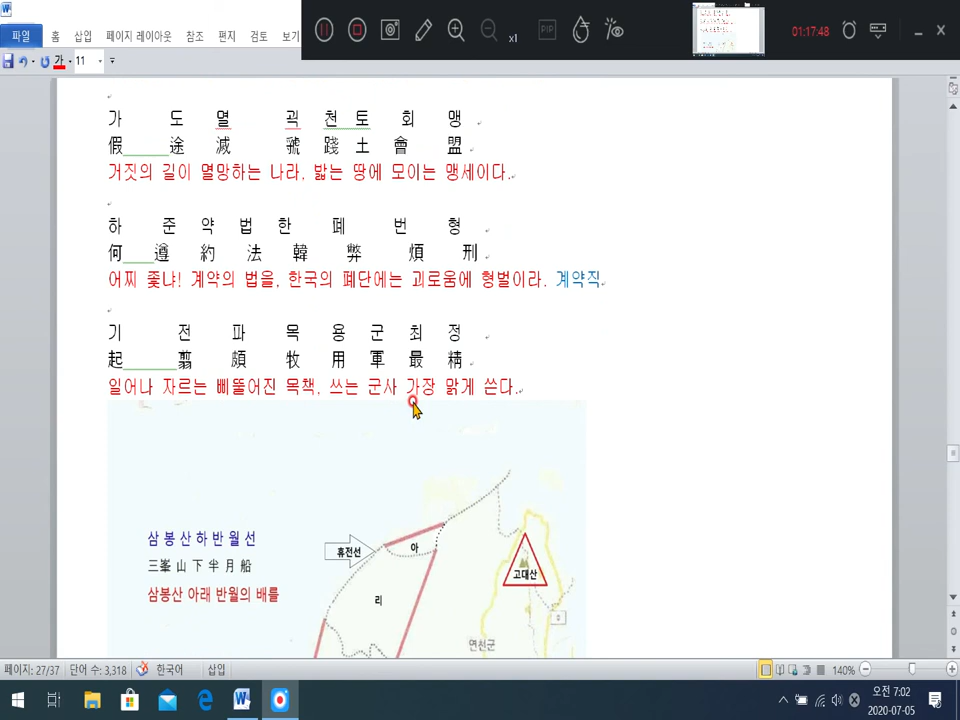 파일 홈 삽입 페이지 레이아웃 참조 편지 검토 보기
x1 PIP 01:17:48
가 11
가 도 멸 괵 천 토 회 맹
假 途 滅 虢 踐 土 會 盟
거짓의 길이 멸망하는 나라, 밟는 땅에 모이는 맹세이다.
하 준 약 법 한 폐 번 형
何 遵 約 法 韓 弊 煩 刑
어찌 좇냐! 계약의 법을, 한국의 폐단에는 괴로움에 형벌이라. 계약직
기 전 파 목 용 군 최 정
起 翦 頗 牧 用 軍 最 精
일어나 자르는 삐뚤어진 목책, 쓰는 군사 가장 맑게 쓴다.
삼 봉 산 하 반 월 선
三 峯 山 下 半 月 船
삼봉산 아래 반월의 배를
휴전선
아
리
고대산
연천군
페이지: 27/37 단어 수: 3,318 한국어 삽입 140%
오전 7:02
2020-07-05